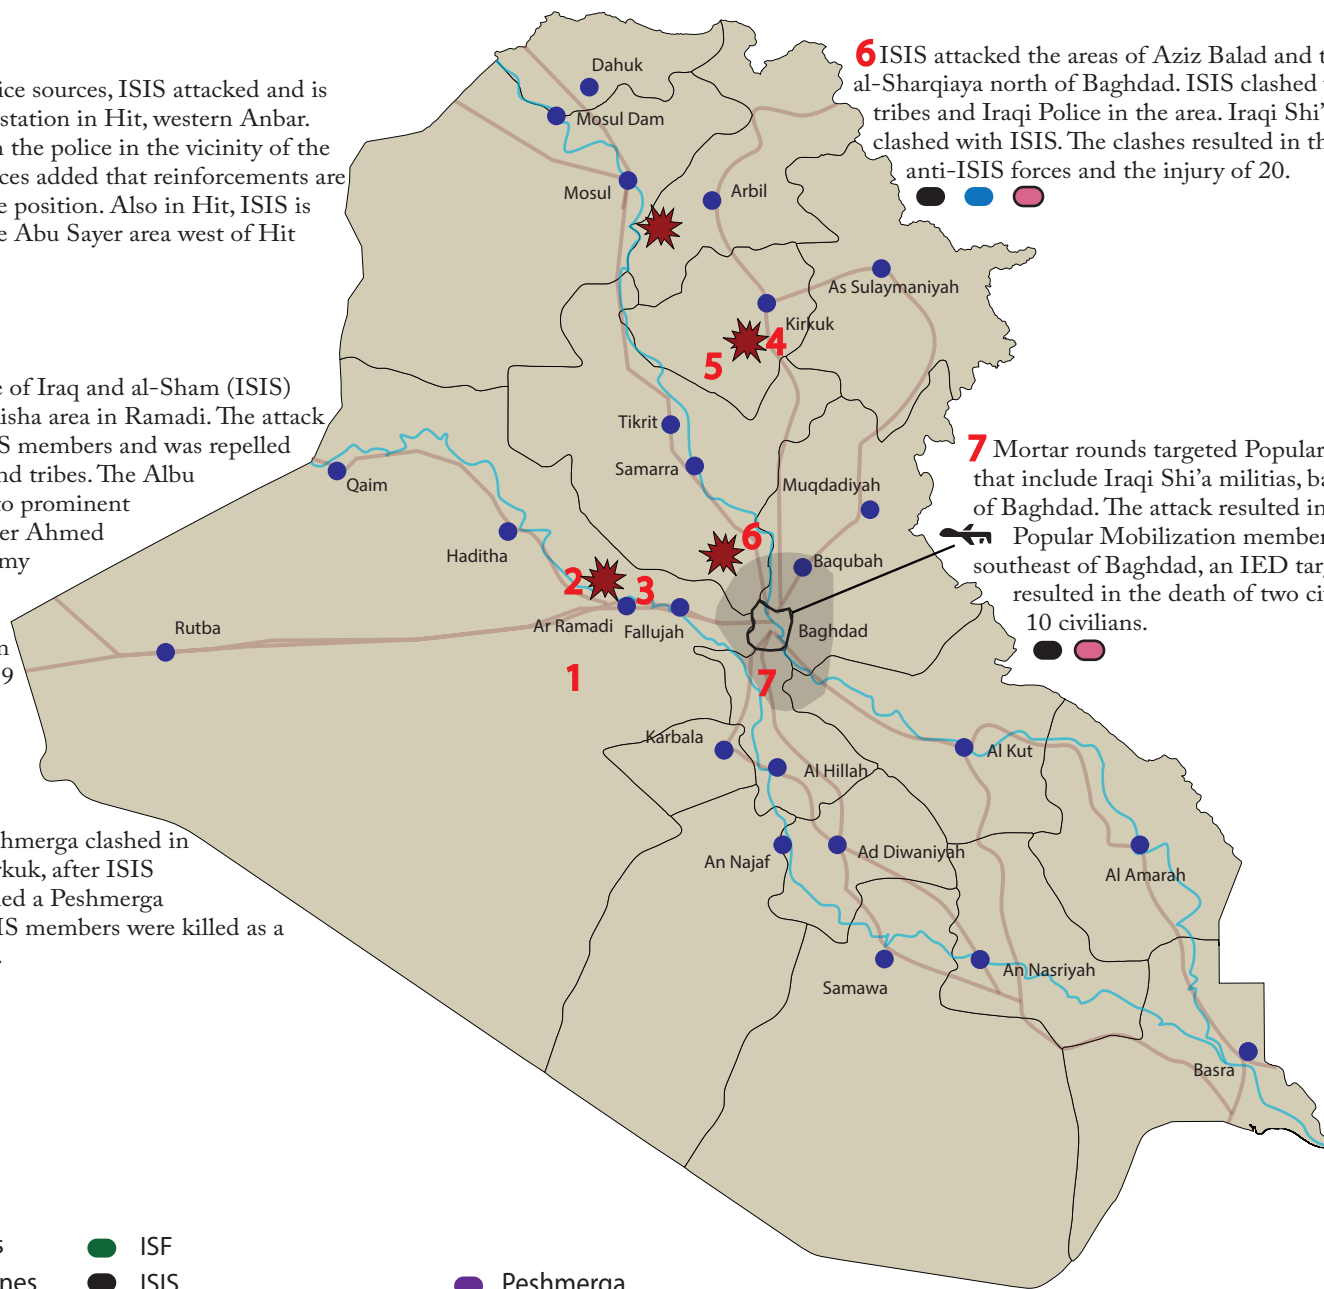 ice sources, ISIS attacked and is
station in Hit, western Anbar.
the police in the vicinity of the
ces added that reinforcements are
position. Also in Hit, ISIS is
Abu Sayer area west of Hit
of Iraq and al-Sham (ISIS)
isha area in Ramadi. The attack
S members and was repelled
nd tribes. The Albu
to prominent
er Ahmed
my
n
9
hmerga clashed in
rkuk, after ISIS
ed a Peshmerga
IS members were killed as a
6 ISIS attacked the areas of Aziz Balad and t
al-Sharqiaya north of Baghdad. ISIS clashed
tribes and Iraqi Police in the area. Iraqi Shi'
clashed with ISIS. The clashes resulted in th
anti-ISIS forces and the injury of 20.
7 Mortar rounds targeted Popular
that include Iraqi Shi'a militias, ba
of Baghdad. The attack resulted in
Popular Mobilization member
southeast of Baghdad, an IED targ
resulted in the death of two ci
10 civilians.
Dahuk
Mosul Dam
Mosul
Arbil
As Sulaymaniyah
Kirkuk
4
5
Tikrit
Samarra
Muqdadiyah
Qaim
Haditha
6
Baqubah
2
3
Ar Ramadi
Fallujah
Baghdad
Rutba
1
7
Karbala
Al Hillah
Al Kut
An Najaf
Ad Diwaniyah
Al Amarah
Samawa
An Nasriyah
Basra
s
ISF
nes
ISIS
Peshmerga